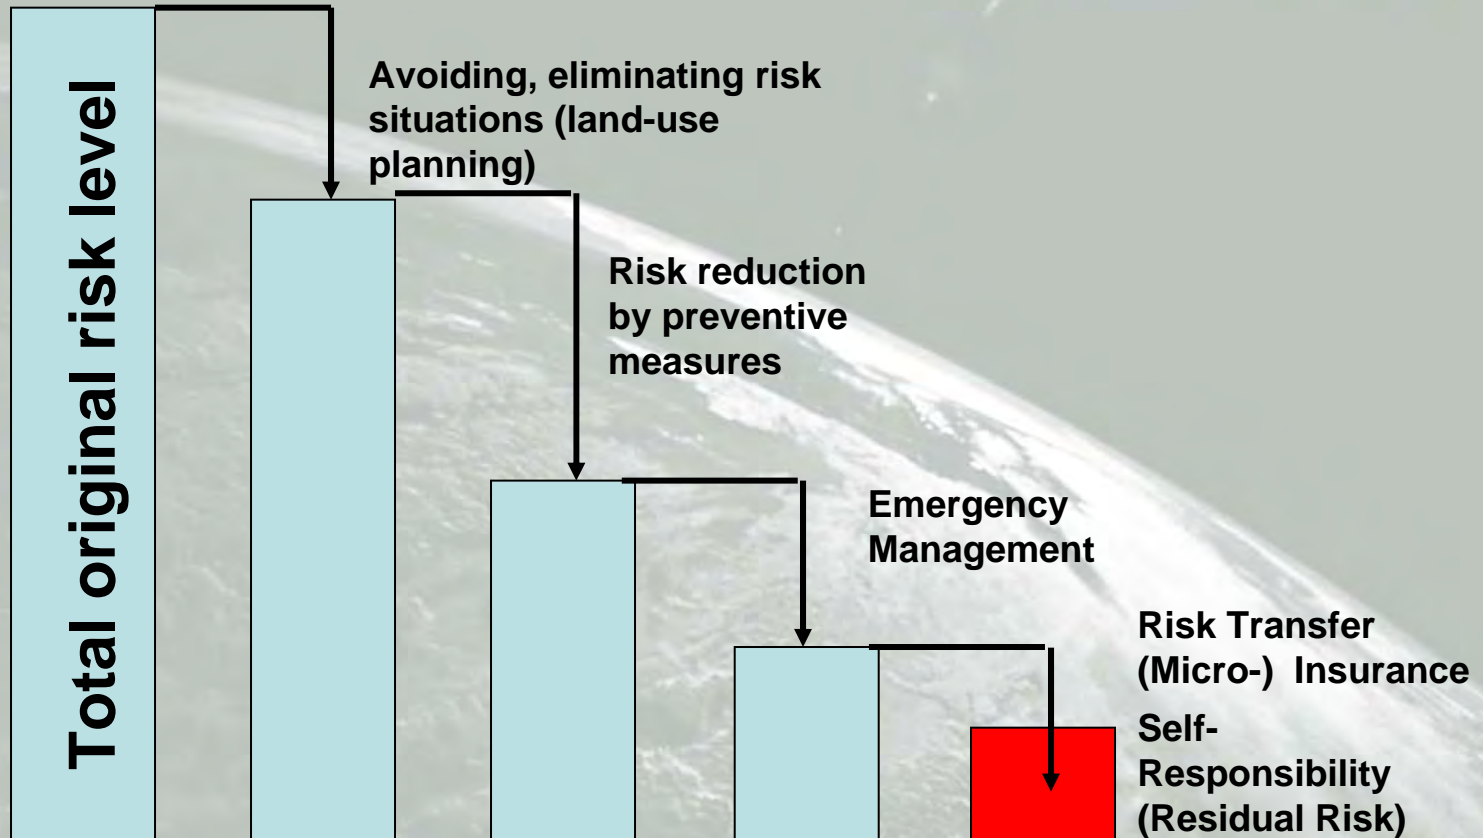 Total original risk level
Avoiding, eliminating risk
situations (land-use
planning)
Risk reduction
by preventive
measures
Emergency
Management
Risk Transfer
(Micro-) Insurance
Self-
Responsibility
(Residual Risk)